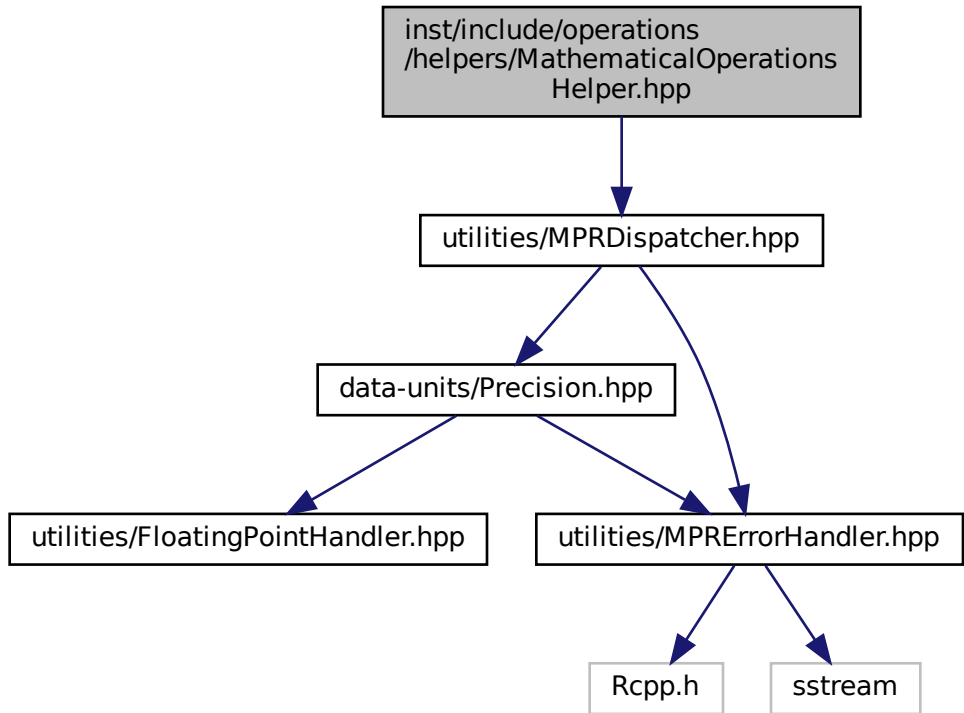 inst/include/operations
/helpers/MathematicalOperations
Helper.hpp
utilities/MPRDispatcher.hpp
data-units/Precision.hpp
utilities/FloatingPointHandler.hpp
utilities/MPRErrorHandler.hpp
Rcpp.h
sstream